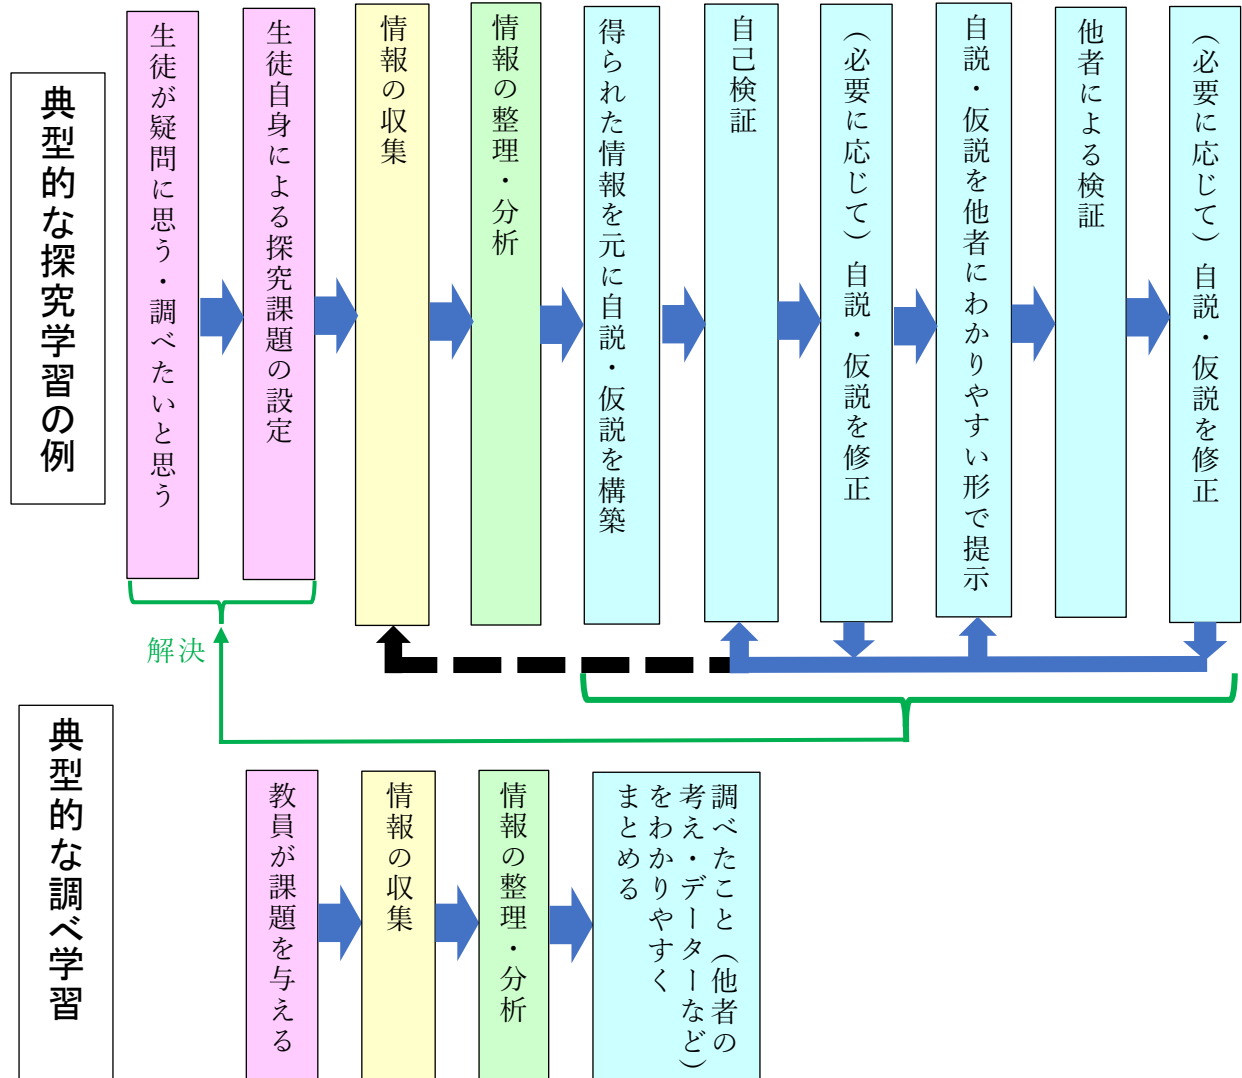 典型的な探究学習の例
生徒が疑問に思う・調べたいと思う
生徒自身による探究課題の設定
情報の収集
情報の整理・分析
得られた情報を元に自説・仮説を構築
自己検証
（必要に応じて）自説・仮説を修正
自説・仮説を他者にわかりやすい形で提示
他者による検証
（必要に応じて）自説・仮説を修正
解決
典型的な調べ学習
教員が課題を与える
情報の収集
情報の整理・分析
調べたこと（他者の
考え・データーなど）
をわかりやすく
まとめる